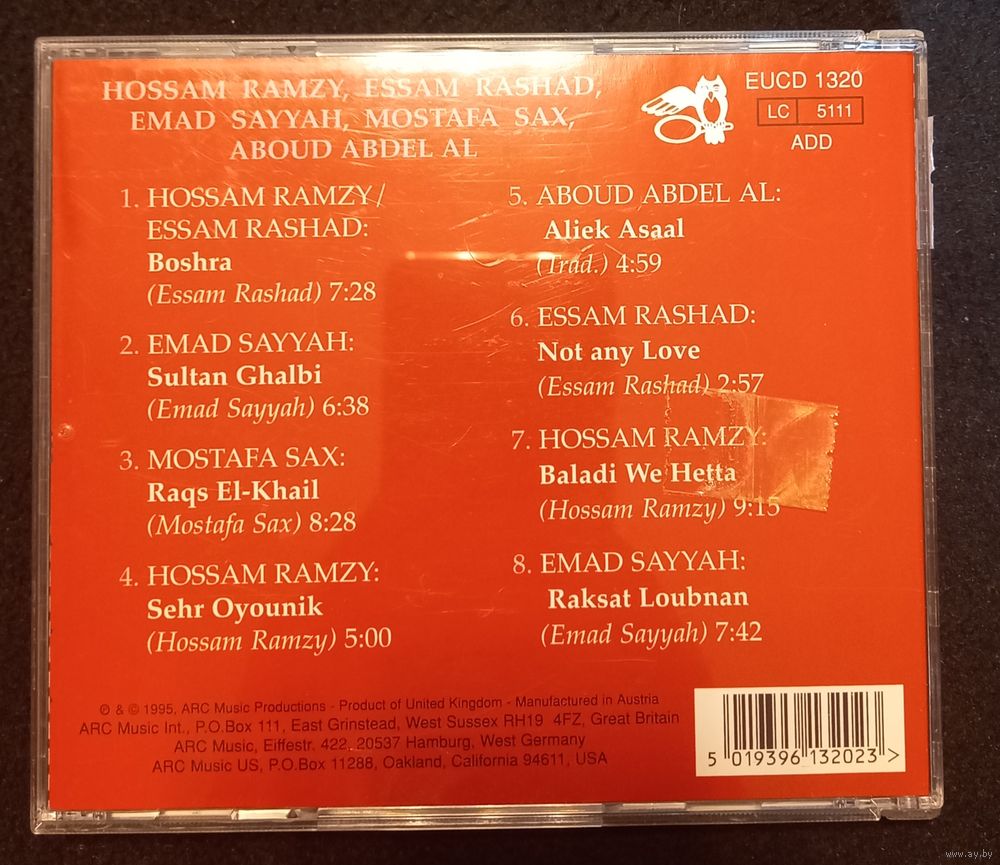 HOSSAM RAMZY, ESSAM RASHAD,
EMAD SAYYAH, MOSTAFA SAX,
ABOUD ABDEL AL
EUCD 1320
LC 5111
ADD
1. HOSSAM RAMZY/
ESSAM RASHAD:
Boshra
(Essam Rashad) 7:28
2. EMAD SAYYAH:
Sultan Ghalbi
(Emad Sayyah) 6:38
3. MOSTAFA SAX:
Raqs El-Khail
(Mostafa Sax) 8:28
4. HOSSAM RAMZY:
Sehr Oyounik
(Hossam Ramzy) 5:00
5. ABOUD ABDEL AL:
Aliek Asaal
(Trad.) 4:59
6. ESSAM RASHAD:
Not any Love
(Essam Rashad) 2:57
7. HOSSAM RAMZY:
Baladi We Hetta
(Hossam Ramzy) 9:15
8. EMAD SAYYAH:
Raksat Loubnan
(Emad Sayyah) 7:42
℗ & © 1995, ARC Music Productions - Product of United Kingdom - Manufactured in Austria
ARC Music Int., P.O.Box 111, East Grinstead, West Sussex RH19 4FZ, Great Britain
ARC Music, Eiffestr. 422, 20537 Hamburg, West Germany
ARC Music US, P.O.Box 11288, Oakland, California 94611, USA
5 019396 132023 >
www.ay.by